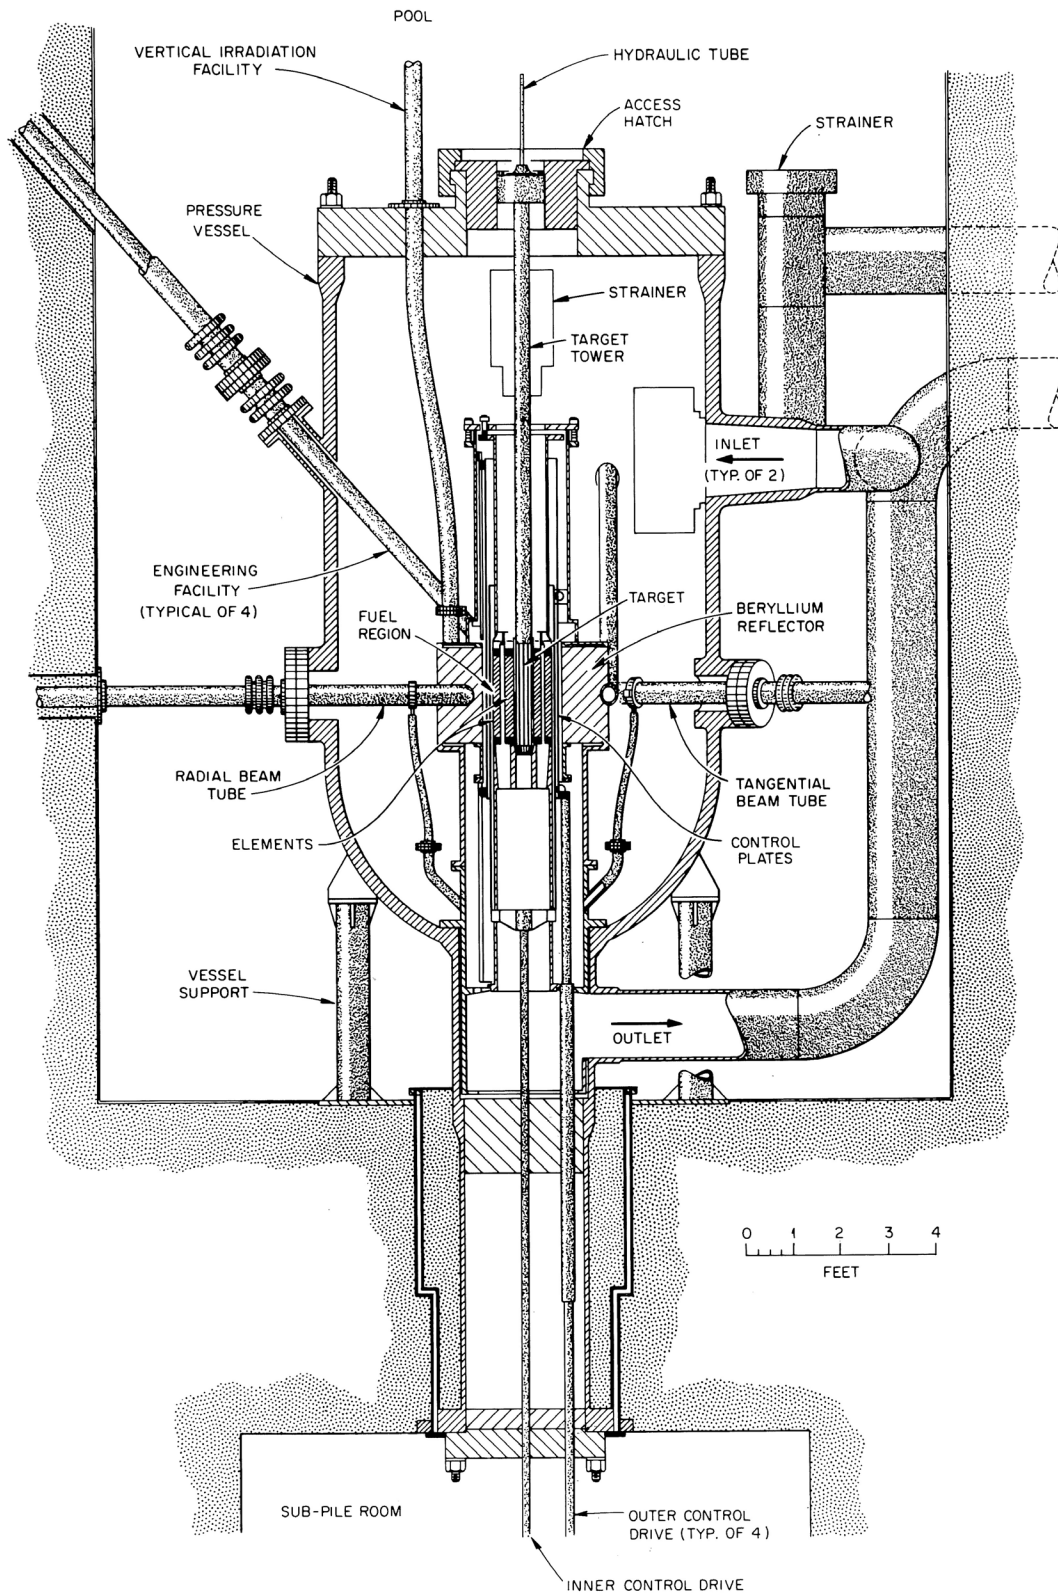 POOL
VERTICAL IRRADIATION
FACILITY
HYDRAULIC TUBE
ACCESS
HATCH
STRAINER
PRESSURE
VESSEL
STRAINER
TARGET
TOWER
INLET
(TYP. OF 2)
ENGINEERING
FACILITY
(TYPICAL OF 4)
FUEL
REGION
TARGET
BERYLLIUM
REFLECTOR
RADIAL BEAM
TUBE
TANGENTIAL
BEAM TUBE
ELEMENTS
CONTROL
PLATES
VESSEL
SUPPORT
OUTLET
0 1 2 3 4
FEET
SUB-PILE ROOM
OUTER CONTROL
DRIVE (TYP. OF 4)
INNER CONTROL DRIVE